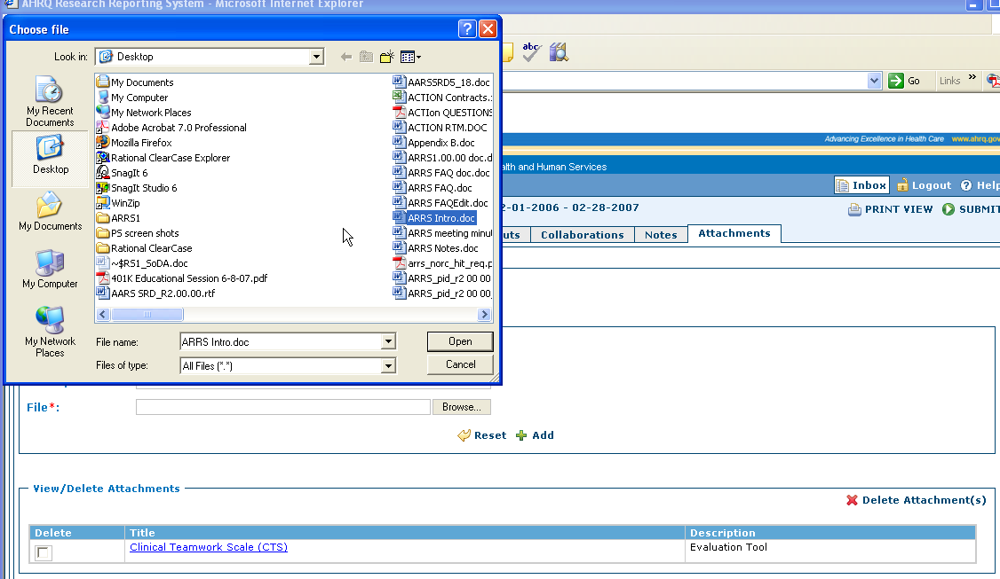 AHRQ Research Reporting System - Microsoft Internet Explorer
Choose file
Look in: Desktop
My Recent Documents
Desktop
My Documents
My Computer
My Network Places
My Documents
My Computer
My Network Places
Adobe Acrobat 7.0 Professional
Mozilla Firefox
Rational ClearCase Explorer
SnagIt 6
SnagIt Studio 6
WinZip
ARRS1
PS screen shots
Rational ClearCase
~$RS1_SoDA.doc
401K Educational Session 6-8-07.pdf
AARS SRD_R2.00.00.rtf
AARSSRD5_18.doc
ACTION Contracts.
ACTIon QUESTIONS
ACTION RTM.DOC
Appendix B.doc
ARRS1.00.00 doc.d
ARRS FAQ doc.doc
ARRS FAQ.doc
ARRS FAQEdit.doc
ARRS Intro.doc
ARRS meeting minut
ARRS Notes.doc
arrs_norc_hit_req.p
ARRS_pid_r2 00 00
ARRS_pid_r2 00 00_
File name: ARRS Intro.doc Open
Files of type: All Files (*.*) Cancel
abc
Go Links »
Advancing Excellence in Health Care www.ahrq.gov
alth and Human Services
Inbox Logout Help
2-01-2006 - 02-28-2007 PRINT VIEW SUBMIT
uts Collaborations Notes Attachments
File*: Browse...
Reset Add
View/Delete Attachments
Delete Attachment(s)
Delete Title Description
Clinical Teamwork Scale (CTS) Evaluation Tool